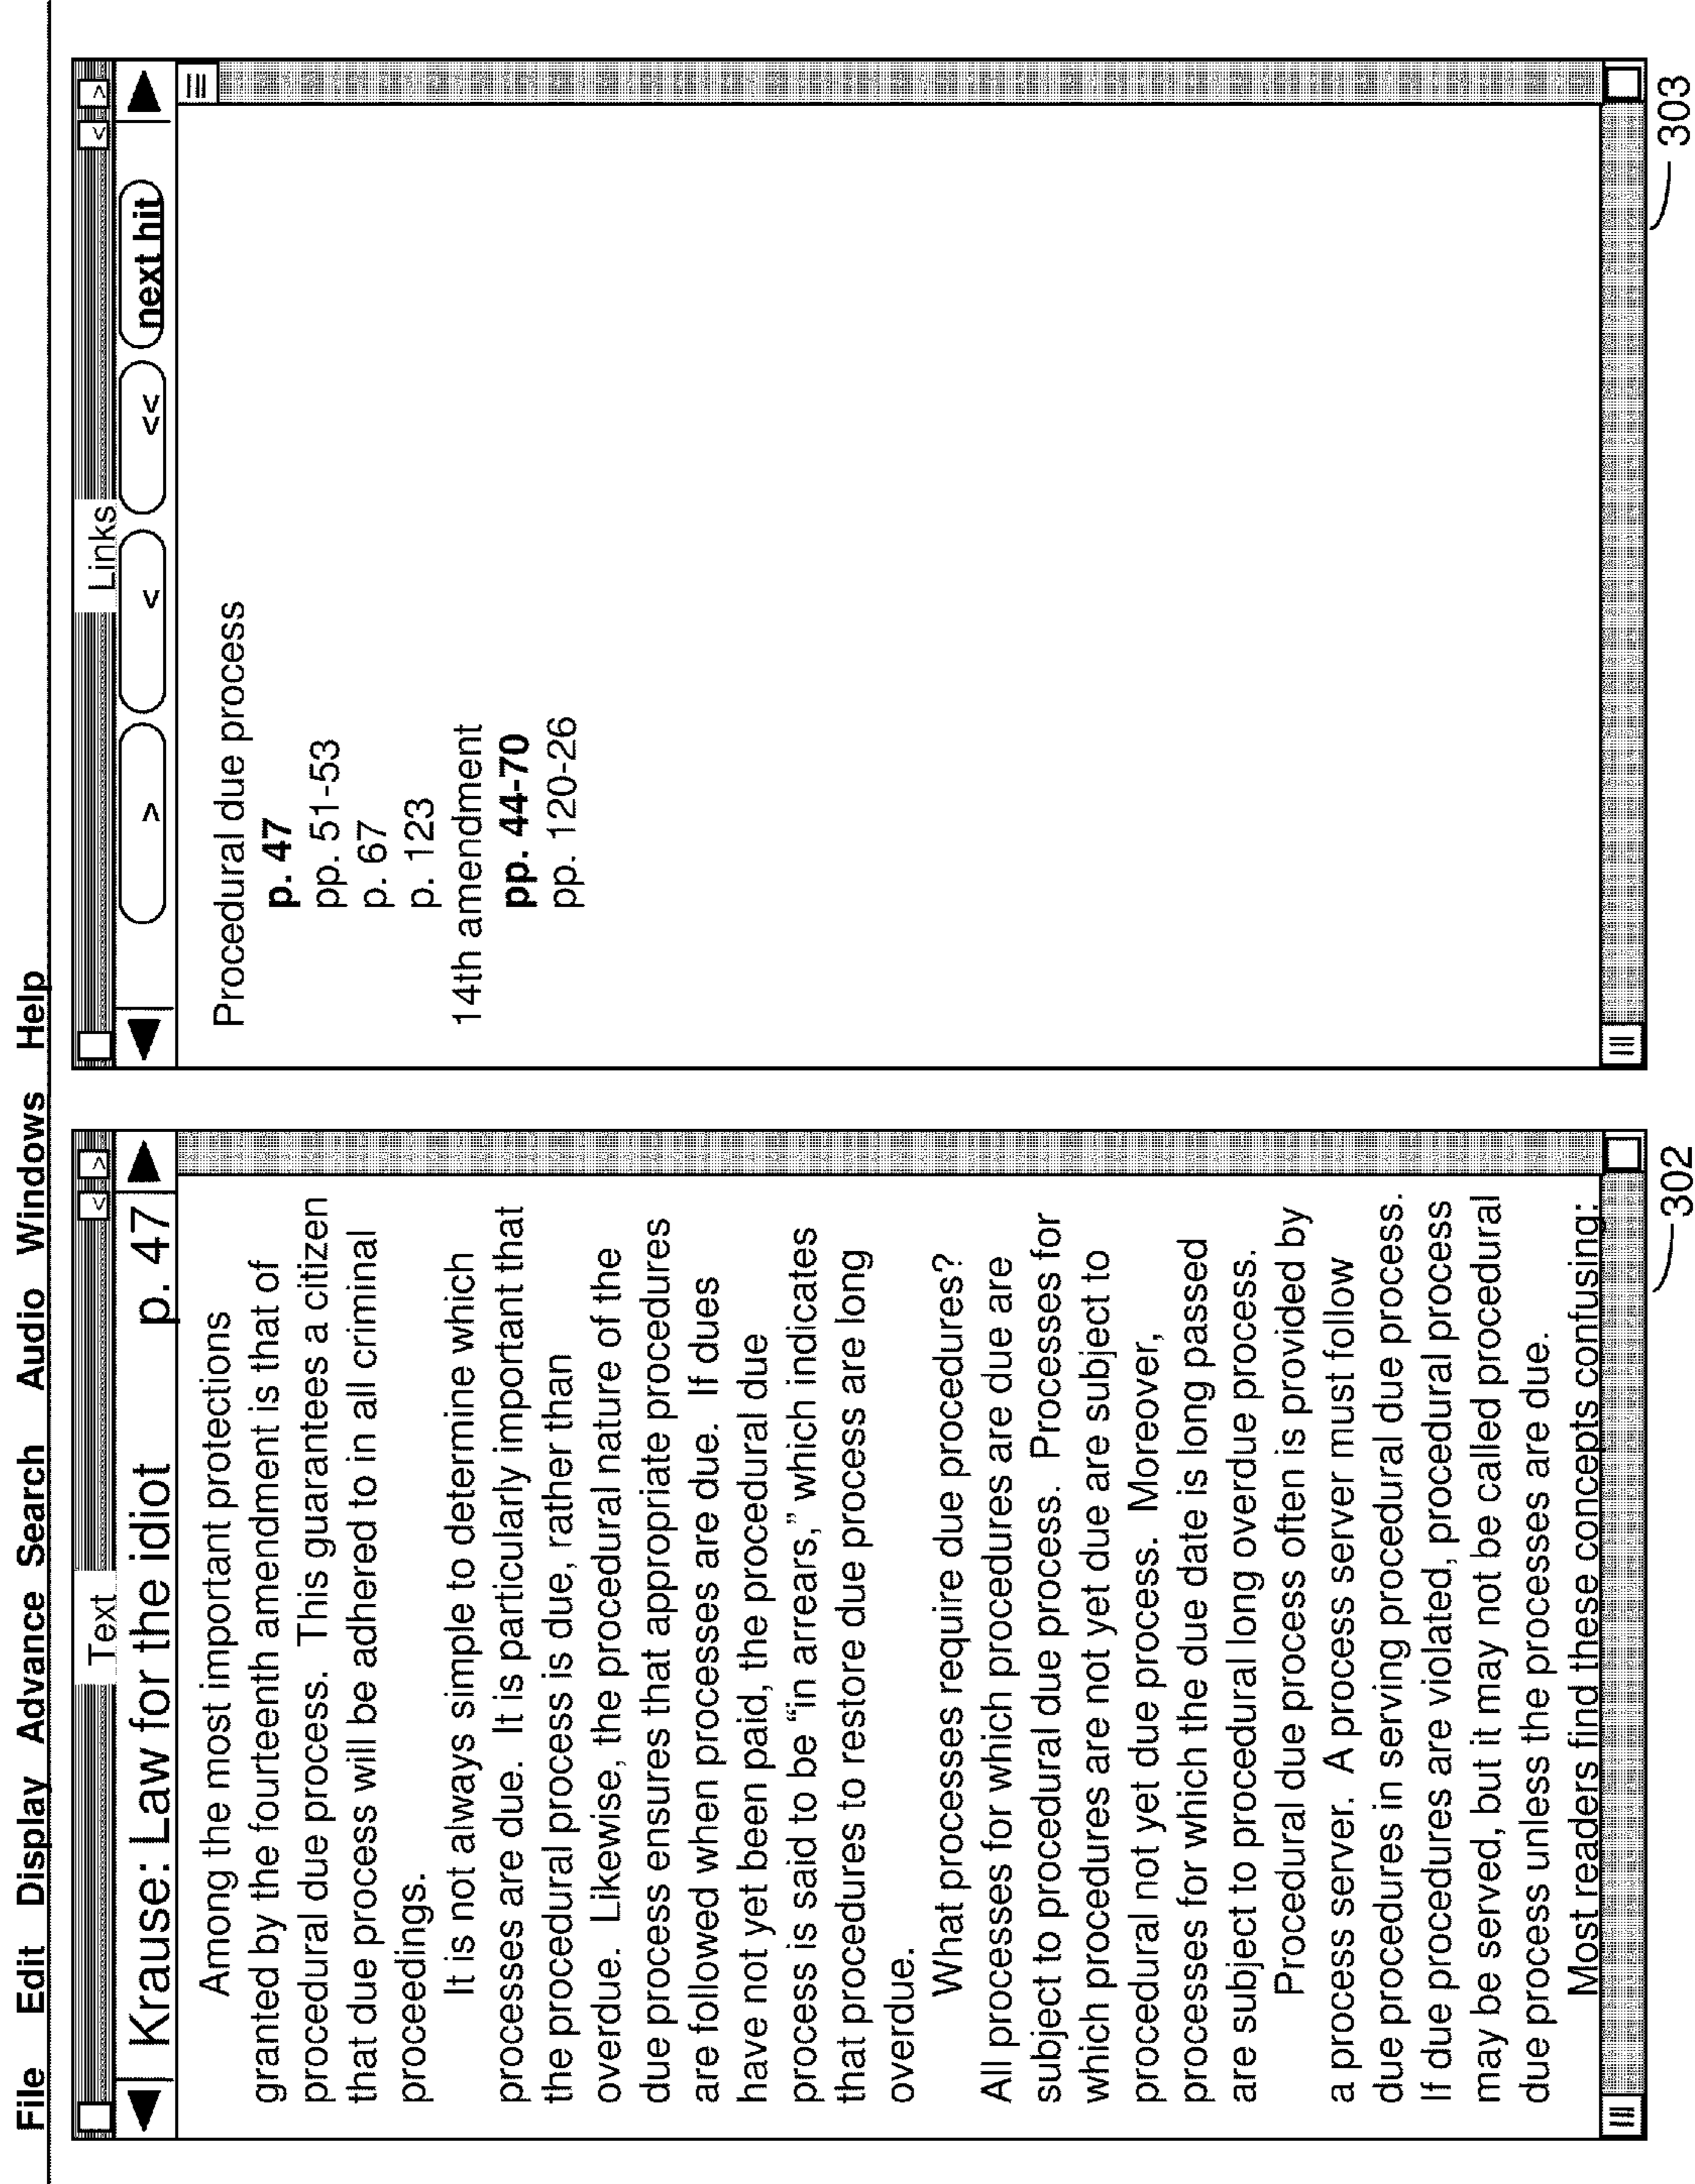 File Edit Display Advance Search Audio Windows Help
Text
< >
Krause: Law for the idiot p. 47
Among the most important protections
granted by the fourteenth amendment is that of
procedural due process. This guarantees a citizen
that due process will be adhered to in all criminal
proceedings.
It is not always simple to determine which
processes are due. It is particularly important that
the procedural process is due, rather than
overdue. Likewise, the procedural nature of the
due process ensures that appropriate procedures
are followed when processes are due. If dues
have not yet been paid, the procedural due
process is said to be “in arrears,” which indicates
that procedures to restore due process are long
overdue.
What processes require due procedures?
All processes for which procedures are due are
subject to procedural due process. Processes for
which procedures are not yet due are subject to
procedural not yet due process. Moreover,
processes for which the due date is long passed
are subject to procedural long overdue process.
Procedural due process often is provided by
a process server. A process server must follow
due procedures in serving procedural due process.
If due procedures are violated, procedural process
may be served, but it may not be called procedural
due process unless the processes are due.
Most readers find these concepts confusing:
302
Links
< >
> < << next hit
Procedural due process
p. 47
pp. 51-53
p. 67
p. 123
14th amendment
pp. 44-70
pp. 120-26
303